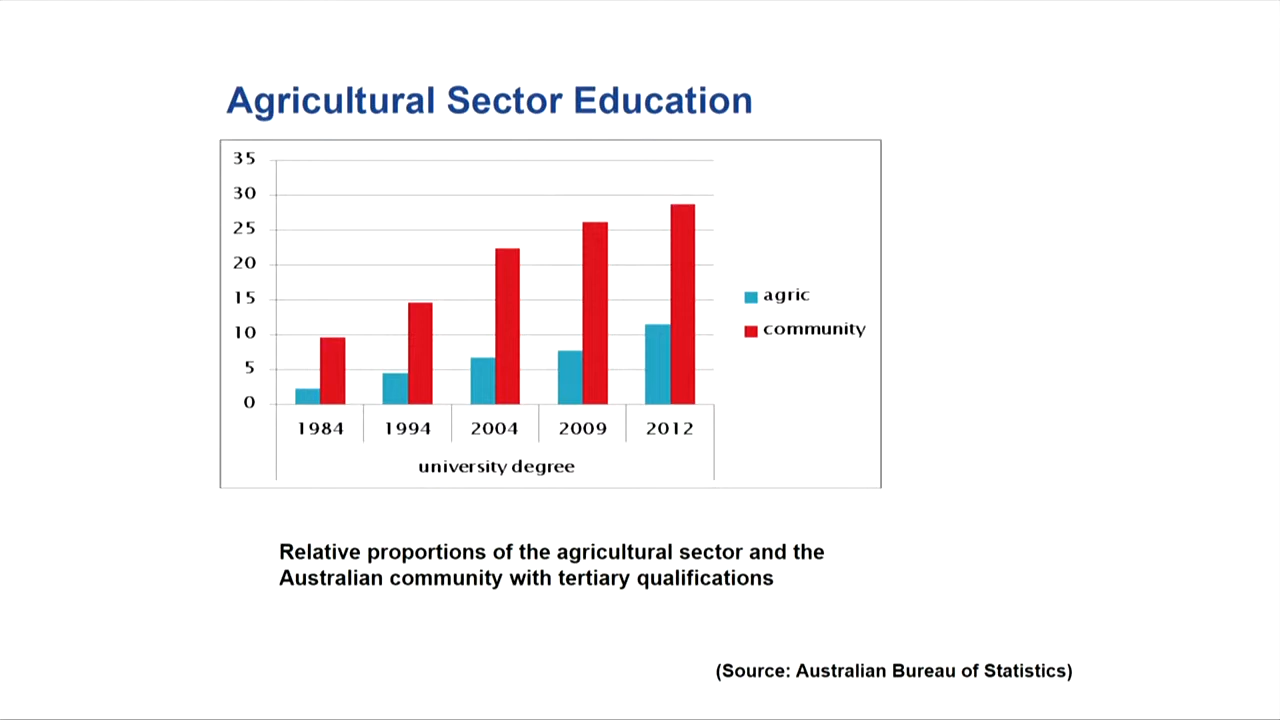 Agricultural Sector Education
35
30
25
20
15
10
5
0
1984 1994 2004 2009 2012
university degree
agric
community
Relative proportions of the agricultural sector and the
Australian community with tertiary qualifications
(Source: Australian Bureau of Statistics)